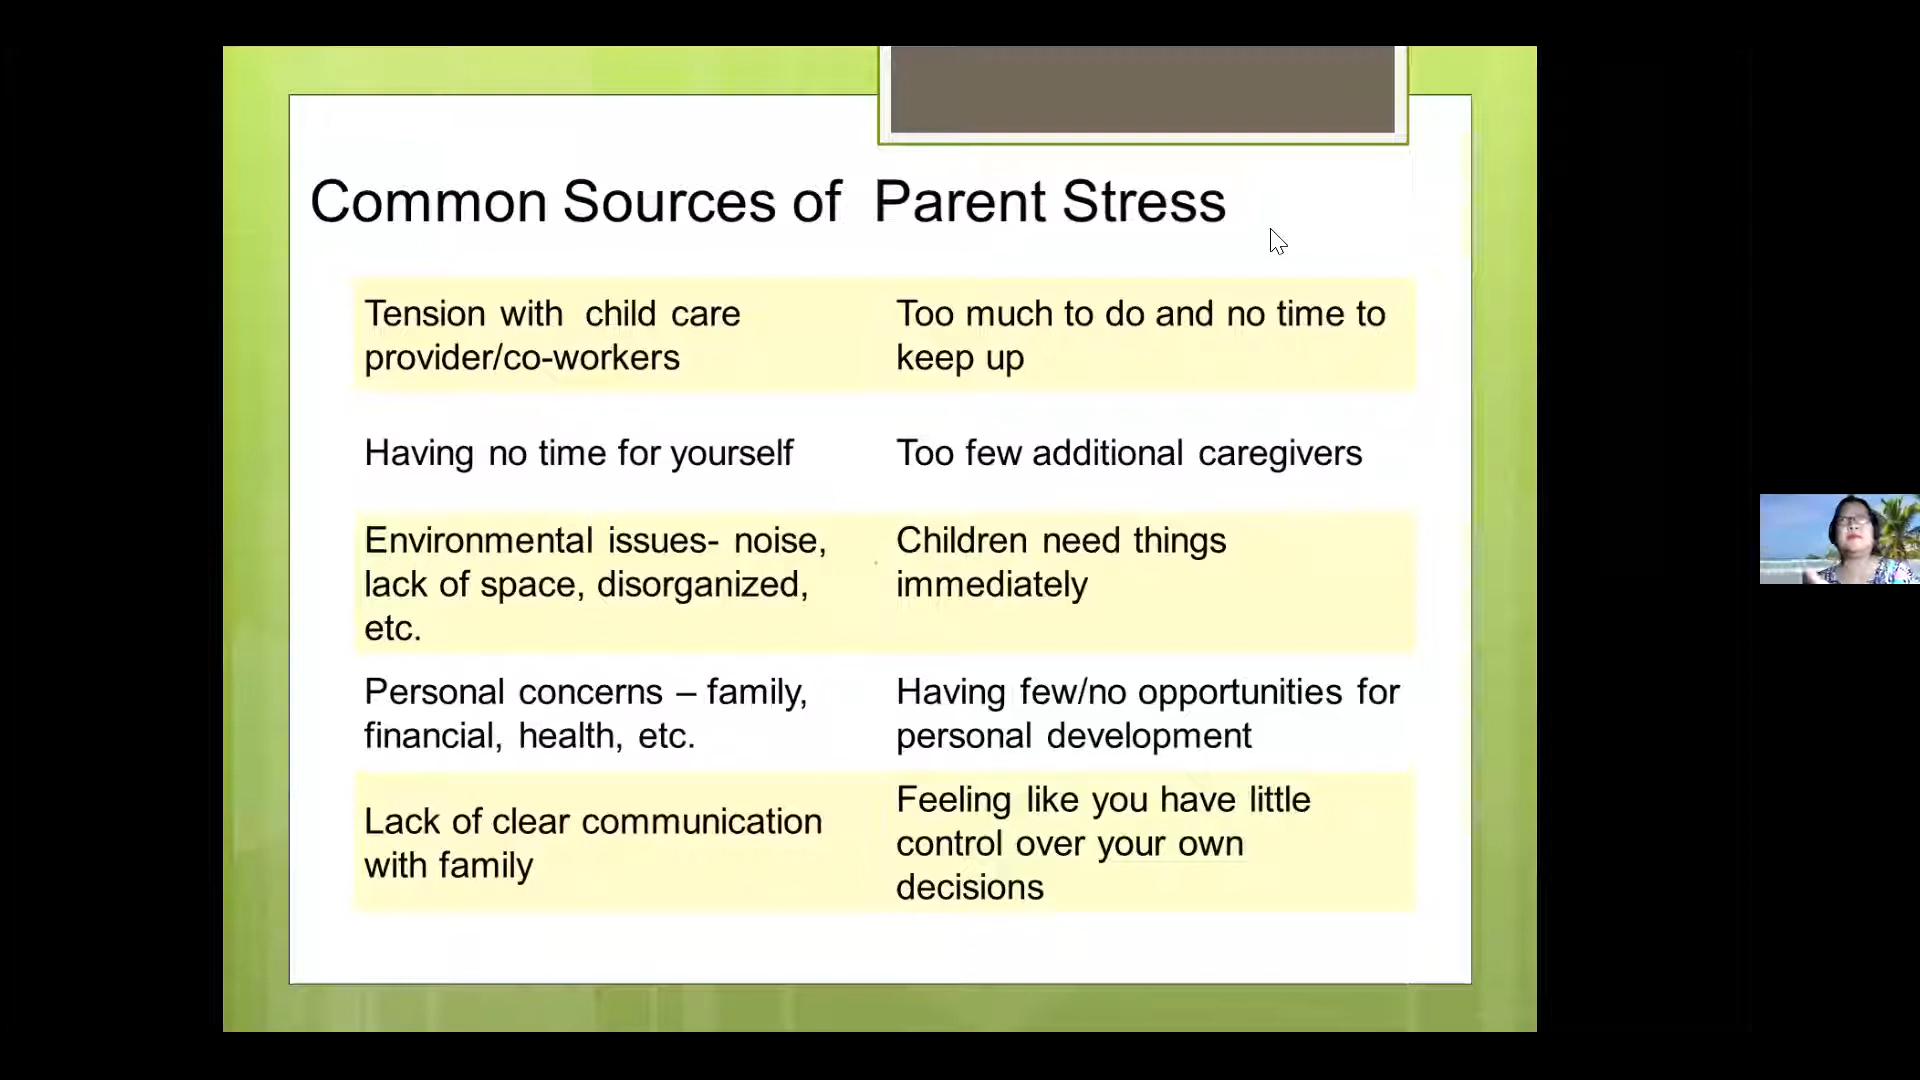 Common Sources of Parent Stress
Tension with child care
provider/co-workers
Too much to do and no time to
keep up
Having no time for yourself
Too few additional caregivers
Environmental issues- noise,
lack of space, disorganized,
etc.
Children need things
immediately
Personal concerns – family,
financial, health, etc.
Having few/no opportunities for
personal development
Lack of clear communication
with family
Feeling like you have little
control over your own
decisions